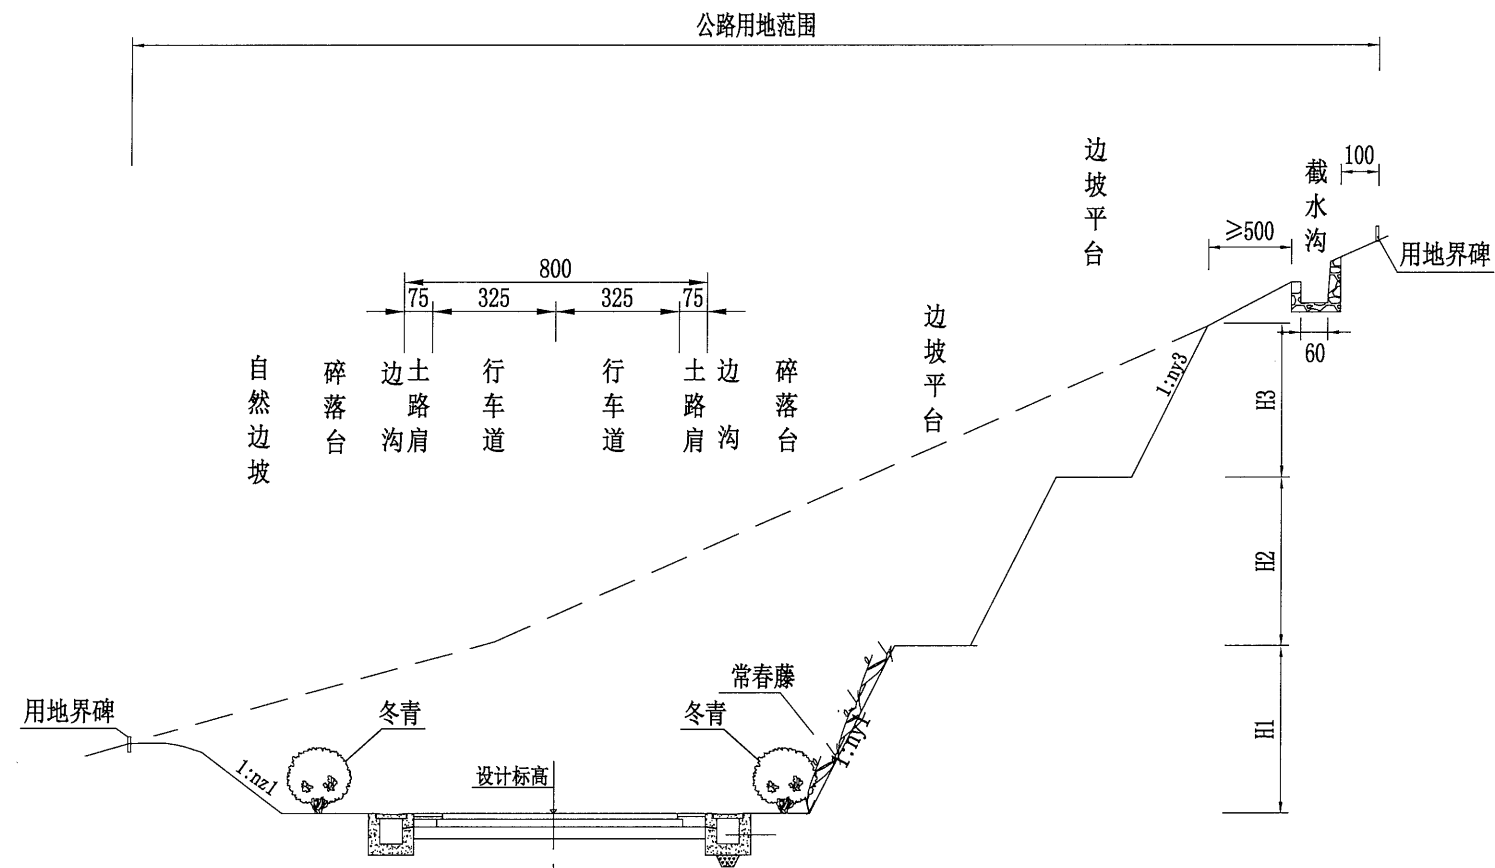 公路用地范围
边坡平台
截水沟
100
≥500
用地界碑
800
75
325
325
75
60
自然边坡
碎落台
边沟
土路肩
行车道
行车道
土路肩
边沟
碎落台
边坡平台
1:ny3
H3
H2
H1
常春藤
用地界碑
冬青
冬青
1:ny1
1:nz1
设计标高